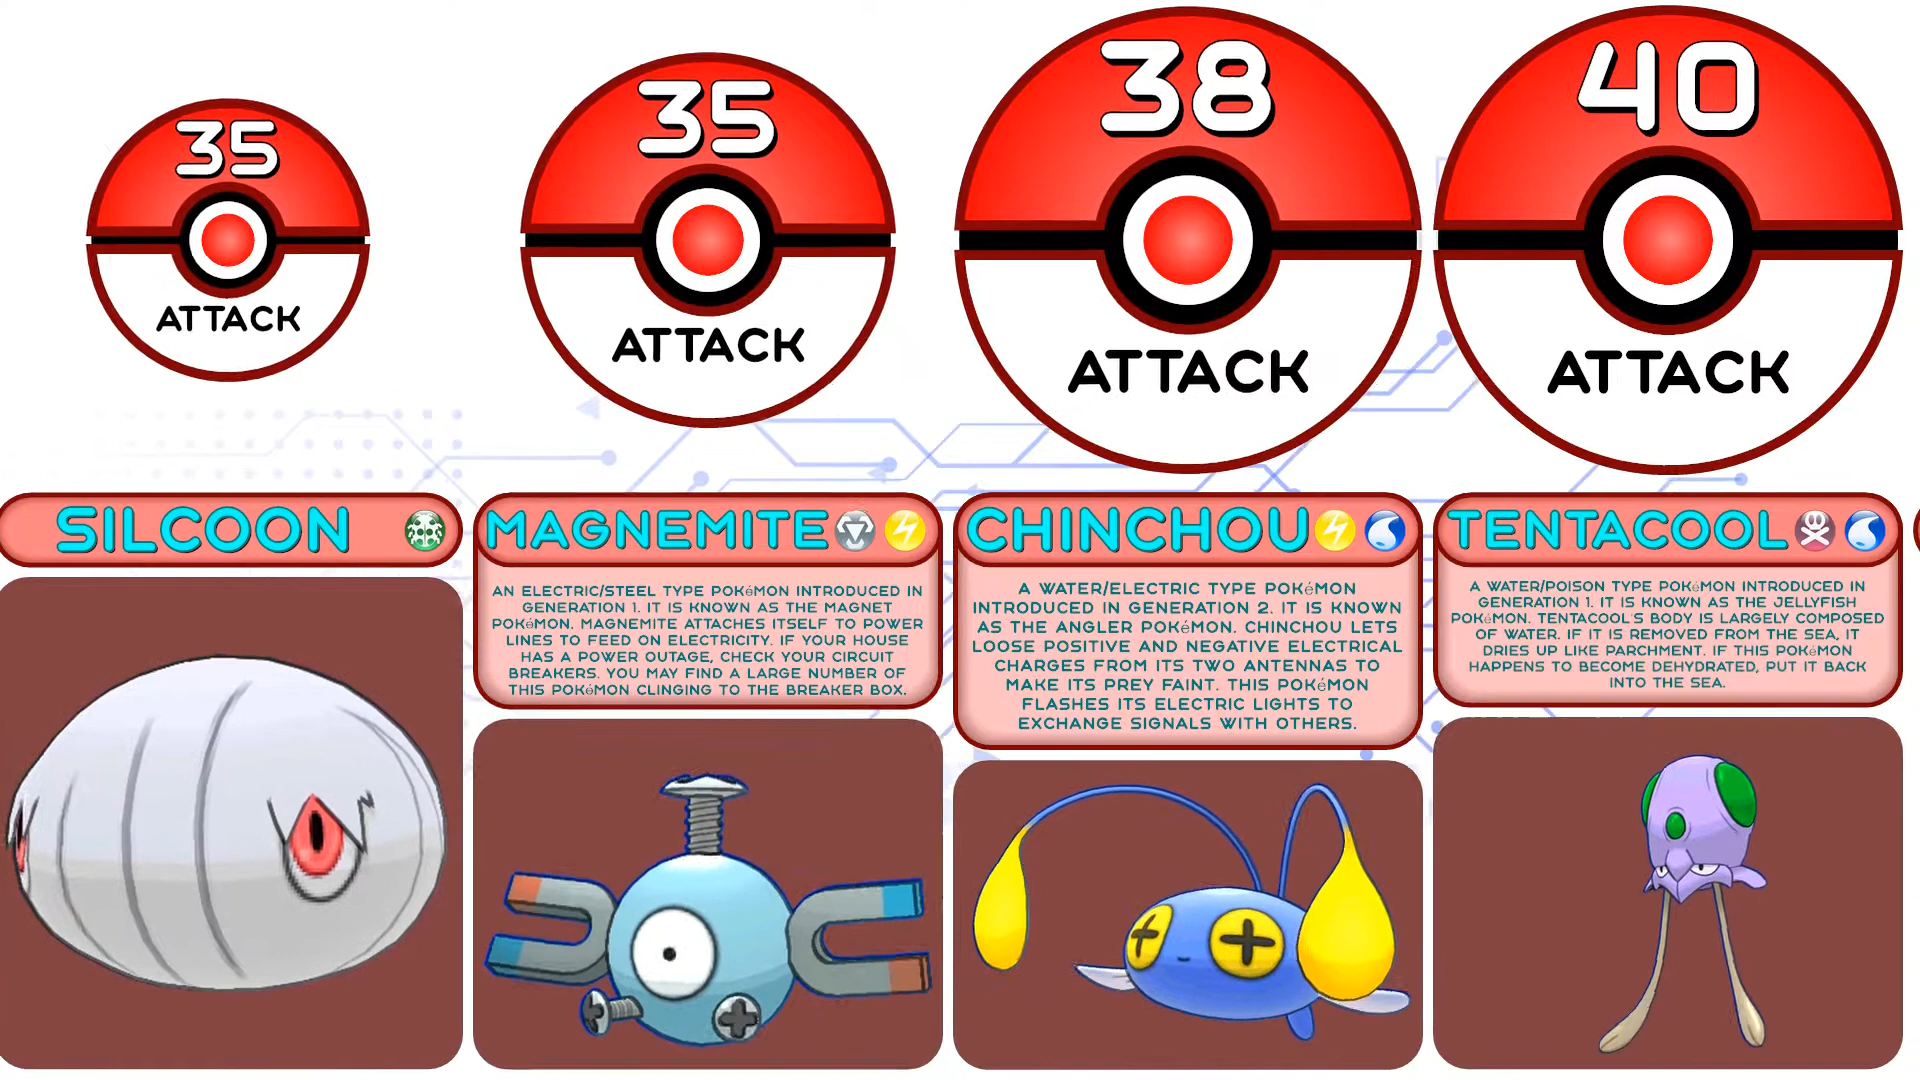 35
ATTACK
SILCOON
35
ATTACK
MAGNEMITE
AN ELECTRIC/STEEL TYPE POKéMON INTRODUCED IN
GENERATION 1. IT IS KNOWN AS THE MAGNET
POKéMON. MAGNEMITE ATTACHES ITSELF TO POWER
LINES TO FEED ON ELECTRICITY. IF YOUR HOUSE
HAS A POWER OUTAGE, CHECK YOUR CIRCUIT
BREAKERS. YOU MAY FIND A LARGE NUMBER OF
THIS POKéMON CLINGING TO THE BREAKER BOX.
38
ATTACK
CHINCHOU
A WATER/ELECTRIC TYPE POKéMON
INTRODUCED IN GENERATION 2. IT IS KNOWN
AS THE ANGLER POKéMON. CHINCHOU LETS
LOOSE POSITIVE AND NEGATIVE ELECTRICAL
CHARGES FROM ITS TWO ANTENNAS TO
MAKE ITS PREY FAINT. THIS POKéMON
FLASHES ITS ELECTRIC LIGHTS TO
EXCHANGE SIGNALS WITH OTHERS.
40
ATTACK
TENTACOOL
A WATER/POISON TYPE POKéMON INTRODUCED IN
GENERATION 1. IT IS KNOWN AS THE JELLYFISH
POKéMON. TENTACOOL'S BODY IS LARGELY COMPOSED
OF WATER. IF IT IS REMOVED FROM THE SEA, IT
DRIES UP LIKE PARCHMENT. IF THIS POKéMON
HAPPENS TO BECOME DEHYDRATED, PUT IT BACK
INTO THE SEA.